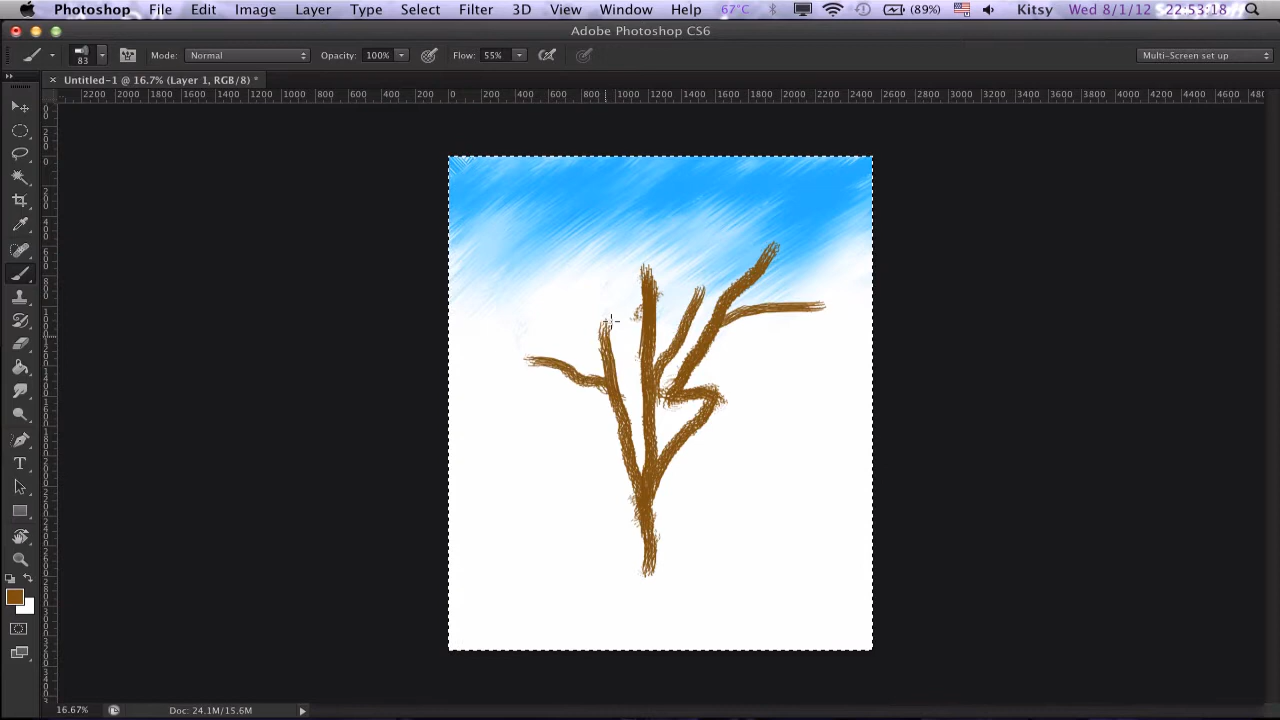 Photoshop File Edit Image Layer Type Select Filter 3D View Window Help 67°C (89%) Kitsy Wed 8/1/12 22:53:18
Adobe Photoshop CS6
83 Mode: Normal Opacity: 100% Flow: 55% Multi-Screen set up
Untitled-1 @ 16.7% (Layer 1, RGB/8) *
2200 2000 1800 1600 1400 1200 1000 800 600 400 200 0 200 400 600 800 1000 1200 1400 1600 1800 2000 2200 2400 2600 2800 3000 3200 3400 3600 3800 4000 4200 4400 4600 480
16.67% Doc: 24.1M/15.6M